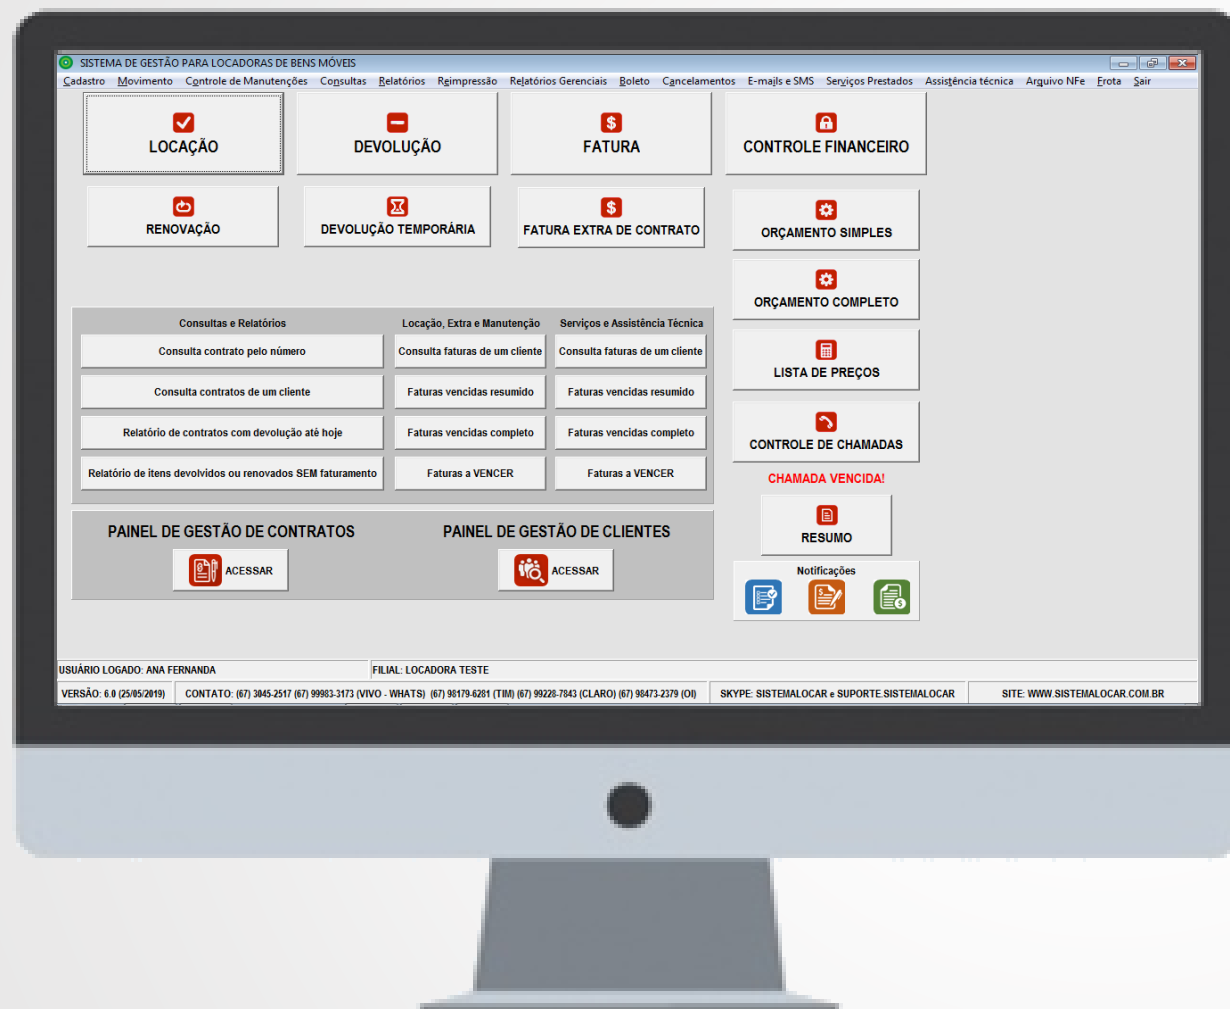 SISTEMA DE GESTÃO PARA LOCADORAS DE BENS MÓVEIS
Cadastro Movimento Controle de Manutenções Consultas Relatórios Reimpressão Relatórios Gerenciais Boleto Cancelamentos E-mails e SMS Serviços Prestados Assistência técnica Arquivo NFe Frota Sair
LOCAÇÃO DEVOLUÇÃO FATURA CONTROLE FINANCEIRO
RENOVAÇÃO DEVOLUÇÃO TEMPORÁRIA FATURA EXTRA DE CONTRATO ORÇAMENTO SIMPLES
ORÇAMENTO COMPLETO
Consultas e Relatórios Locação, Extra e Manutenção Serviços e Assistência Técnica
Consulta contrato pelo número Consulta faturas de um cliente Consulta faturas de um cliente
LISTA DE PREÇOS
Consulta contratos de um cliente Faturas vencidas resumido Faturas vencidas resumido
Relatório de contratos com devolução até hoje Faturas vencidas completo Faturas vencidas completo
CONTROLE DE CHAMADAS
Relatório de itens devolvidos ou renovados SEM faturamento Faturas a VENCER Faturas a VENCER
CHAMADA VENCIDA!
PAINEL DE GESTÃO DE CONTRATOS PAINEL DE GESTÃO DE CLIENTES
RESUMO
ACESSAR ACESSAR
Notificações
USUÁRIO LOGADO: ANA FERNANDA FILIAL: LOCADORA TESTE
VERSÃO: 6.0 (25/05/2019) CONTATO: (67) 3045-2517 (67) 99983-3173 (VIVO - WHATS) (67) 98179-6281 (TIM) (67) 99228-7843 (CLARO) (67) 98473-2379 (OI) SKYPE: SISTEMALOCAR e SUPORTE.SISTEMALOCAR SITE: WWW.SISTEMALOCAR.COM.BR